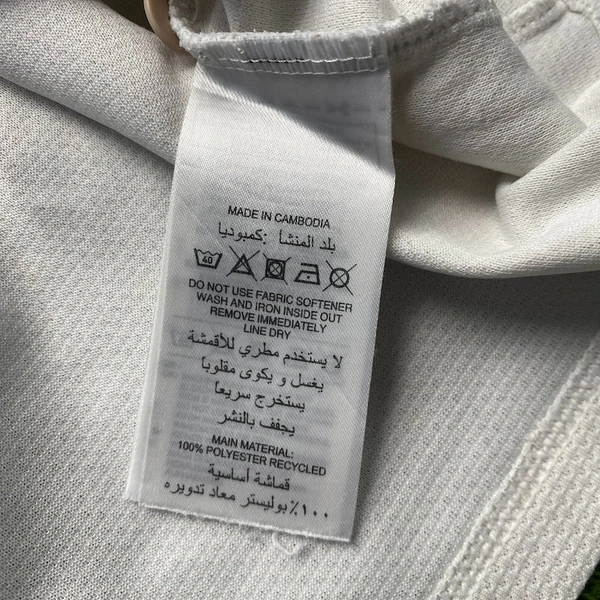 MADE IN CAMBODIA
بلد المنشأ :كمبوديا
40
DO NOT USE FABRIC SOFTENER
WASH AND IRON INSIDE OUT
REMOVE IMMEDIATELY
LINE DRY
لا يستخدم مطري للأقمشة
يغسل و يكوى مقلوباً
يستخرج سريعاً
يجفف بالنشر
MAIN MATERIAL:
100% POLYESTER RECYCLED
قماشة أساسية
١٠٠٪ بوليستر معاد تدويره